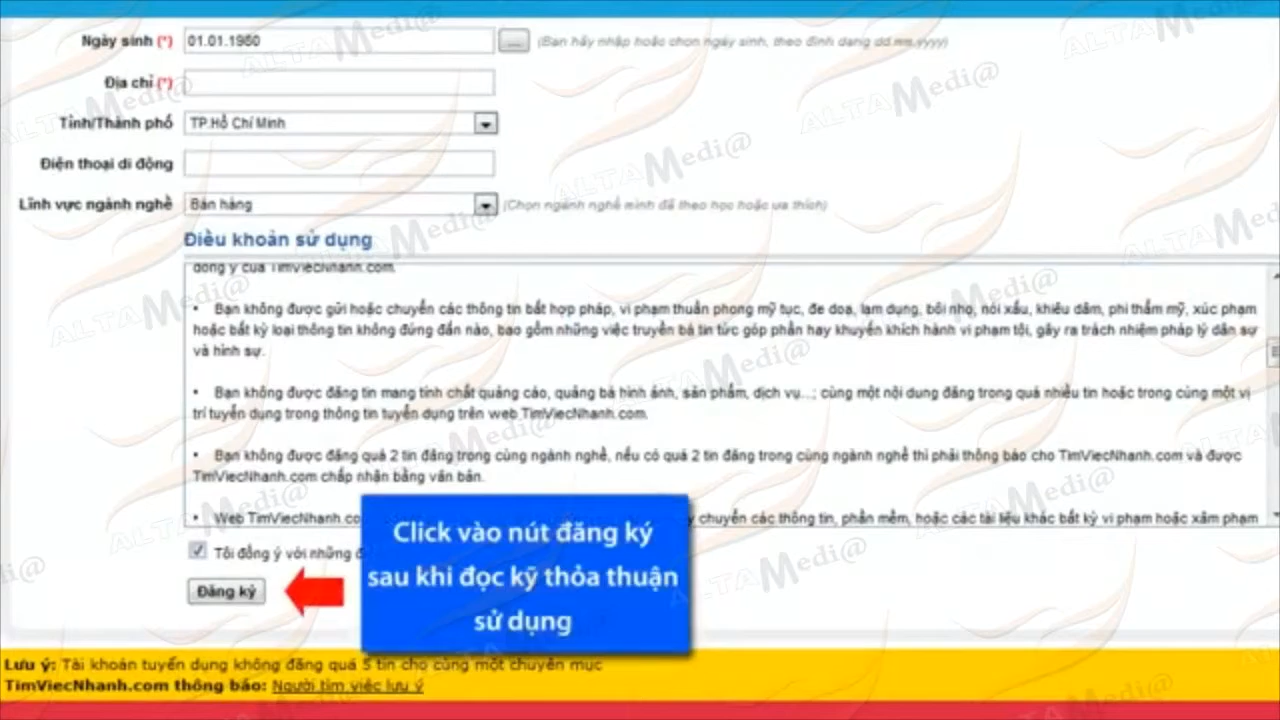 Ngày sinh (*) 01.01.1960 ... (Bạn hãy nhập hoặc chọn ngày sinh, theo định dạng dd.mm.yyyy)
Địa chỉ (*)
Tỉnh/Thành phố TP.Hồ Chí Minh
Điện thoại di động
Lĩnh vực ngành nghề Bán hàng (Chọn ngành nghề mình đã theo học hoặc ưa thích)
Điều khoản sử dụng
đồng ý của TimViecNhanh.com.
• Bạn không được gửi hoặc chuyển các thông tin bất hợp pháp, vi phạm thuần phong mỹ tục, đe doạ, lạm dụng, bôi nhọ, nói xấu, khiêu dâm, phi thẩm mỹ, xúc phạm
hoặc bất kỳ loại thông tin không đúng đắn nào, bao gồm những việc truyền bá tin tức góp phần hay khuyến khích hành vi phạm tội, gây ra trách nhiệm pháp lý dân sự
và hình sự.
• Bạn không được đăng tin mang tính chất quảng cáo, quảng bá hình ảnh, sản phẩm, dịch vụ...; cùng một nội dung đăng trong quá nhiều tin hoặc trong cùng một vị
trí tuyển dụng trong thông tin tuyển dụng trên web TimViecNhanh.com.
• Bạn không được đăng quá 2 tin đăng trong cùng ngành nghề, nếu có quá 2 tin đăng trong cùng ngành nghề thì phải thông báo cho TimViecNhanh.com và được
TimViecNhanh.com chấp nhận bằng văn bản.
• Web TimViecNhanh.co y chuyển các thông tin, phần mềm, hoặc các tài liệu khác bất kỳ vi phạm hoặc xâm phạm
Tôi đồng ý với những đ
Đăng ký
Click vào nút đăng ký
sau khi đọc kỹ thỏa thuận
sử dụng
Lưu ý: Tài khoản tuyển dụng không đăng quá 5 tin cho cùng một chuyên mục
TimViecNhanh.com thông báo: Người tìm việc lưu ý
ALTA Medi@